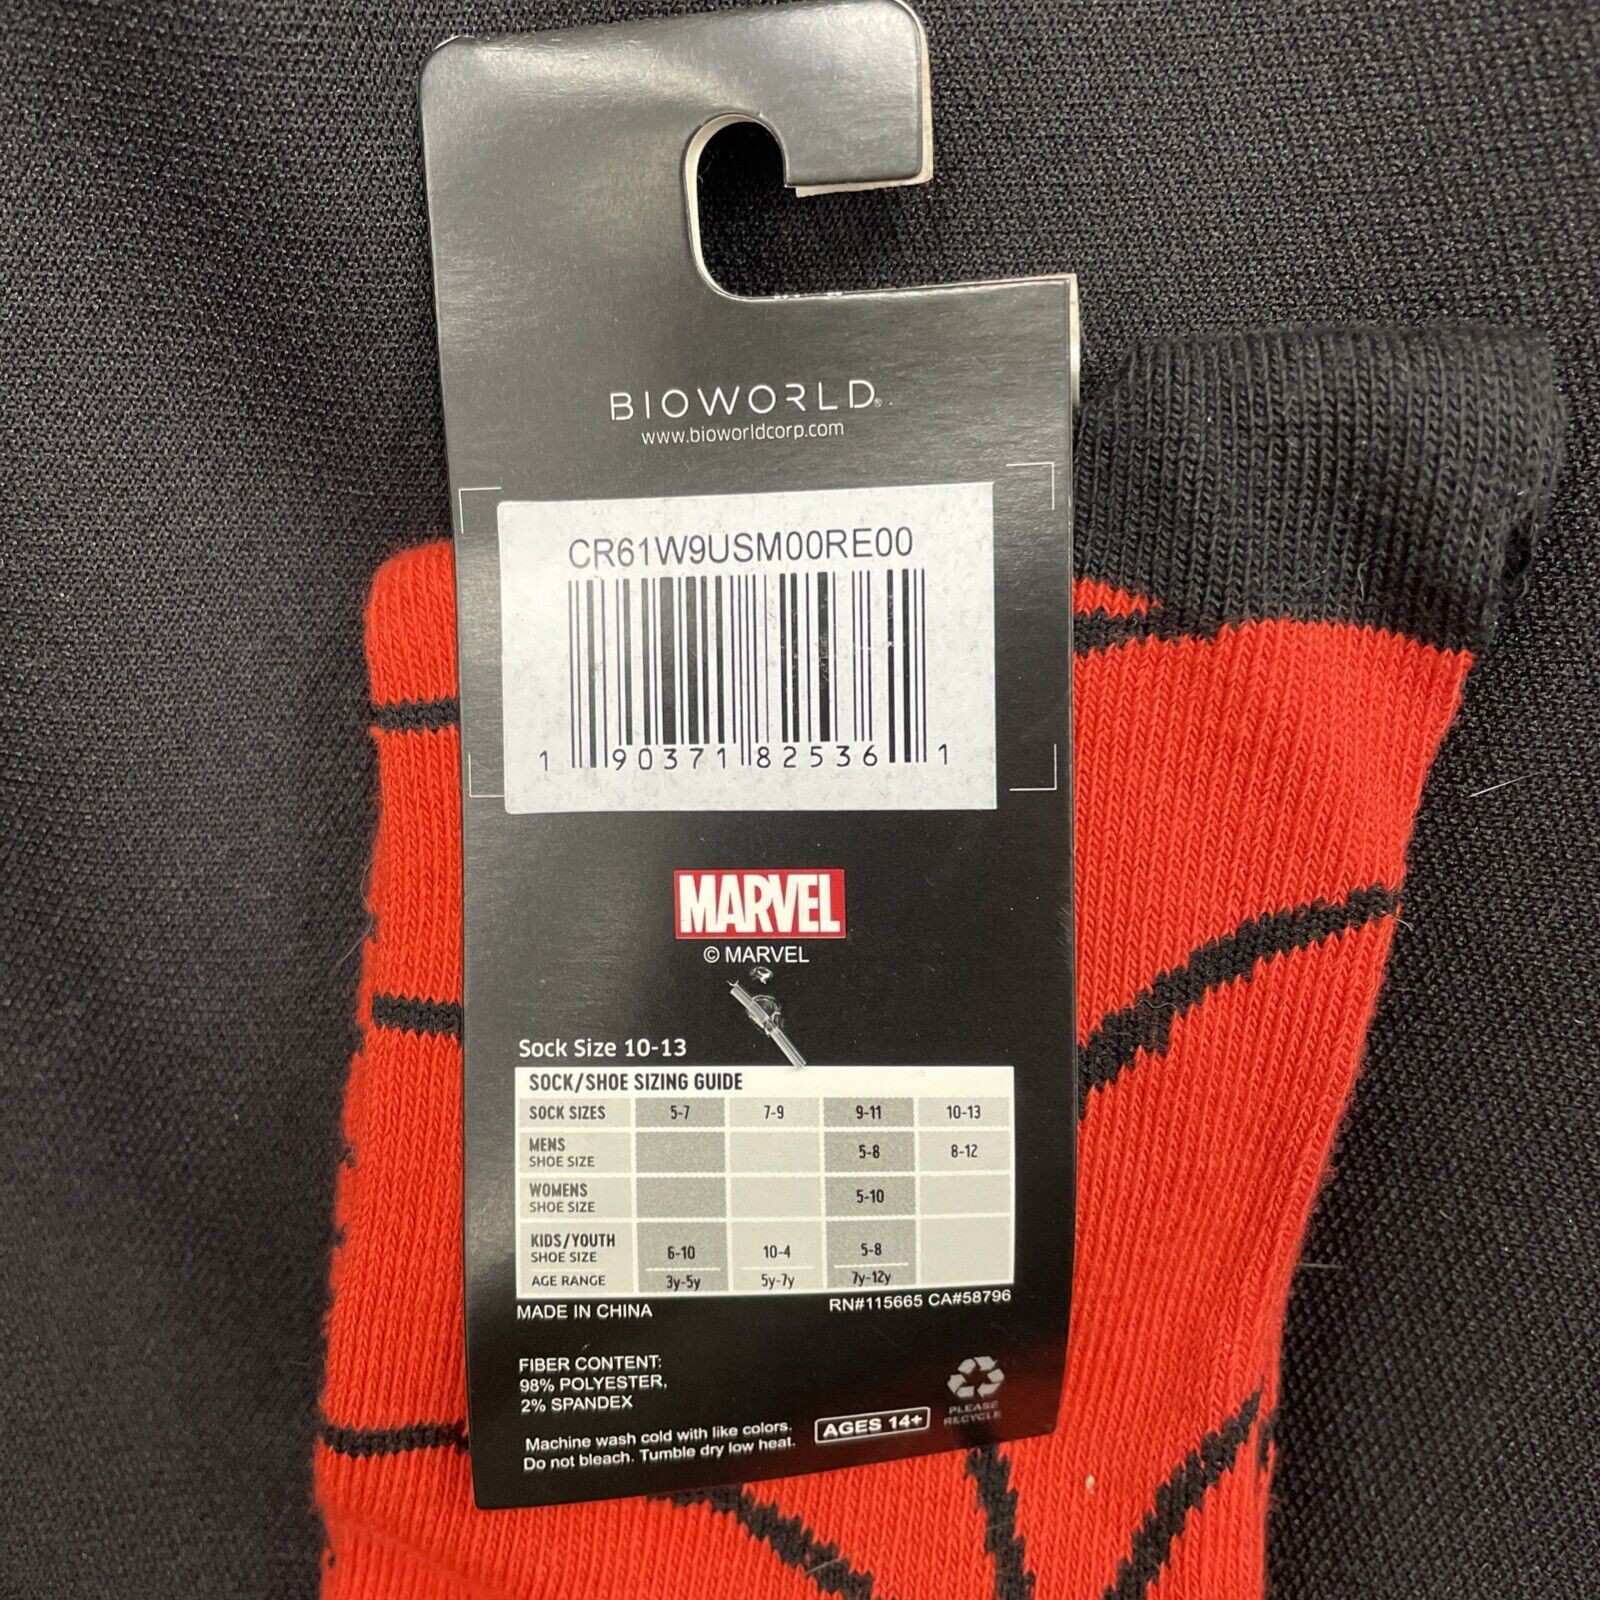 BIOWORLD®
www.bioworldcorp.com
CR61W9USM00RE00
1 90371 82536 1
MARVEL
© MARVEL
Sock Size 10-13
SOCK/SHOE SIZING GUIDE
SOCK SIZES 5-7 7-9 9-11 10-13
MENS SHOE SIZE 5-8 8-12
WOMENS SHOE SIZE 5-10
KIDS/YOUTH SHOE SIZE 6-10 10-4 5-8
AGE RANGE 3y-5y 5y-7y 7y-12y
MADE IN CHINA RN#115665 CA#58796
FIBER CONTENT:
98% POLYESTER,
2% SPANDEX
Machine wash cold with like colors.
Do not bleach. Tumble dry low heat.
AGES 14+
PLEASE
RECYCLE